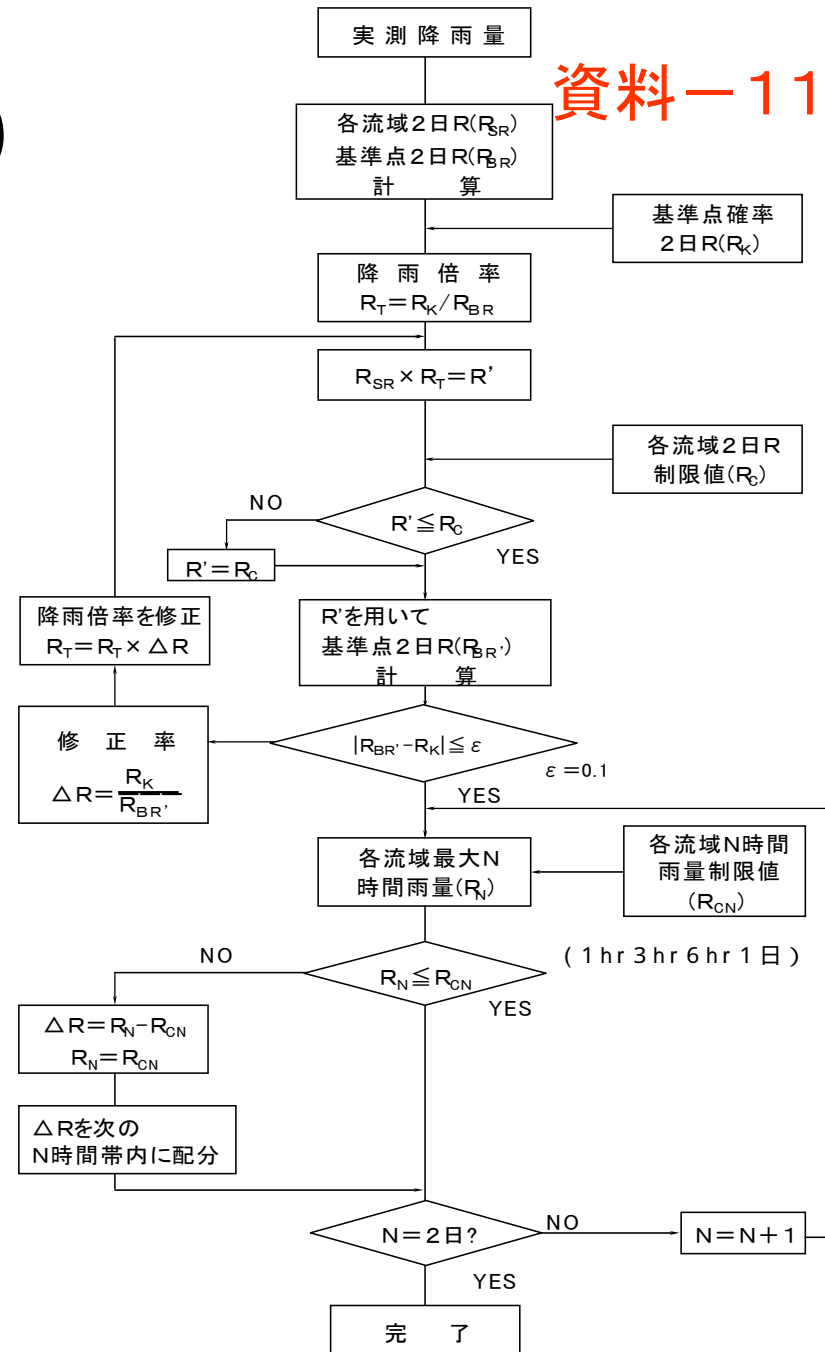 実測降雨量
資料－11
)
各流域2日R(RSR)
基準点2日R(RBR)
計　算
基準点確率
2日R(RK)
降雨倍率
RT＝RK/RBR
RSR×RT＝R’
各流域2日R
制限値(RC)
NO
R’≦RC
YES
R’＝RC
降雨倍率を修正
RT＝RT×△R
R’を用いて
基準点2日R(RBR’)
計　算
修正率
△R＝RK/RBR’
|RBR’－RK|≦ε
ε＝0.1
YES
各流域最大N
時間雨量(RN)
各流域N時間
雨量制限値
(RCN)
(1hr 3hr 6hr 1日)
NO
RN≦RCN
YES
△R＝RN－RCN
RN＝RCN
△Rを次の
N時間帯内に配分
N＝2日?
NO
N＝N＋1
YES
完　了